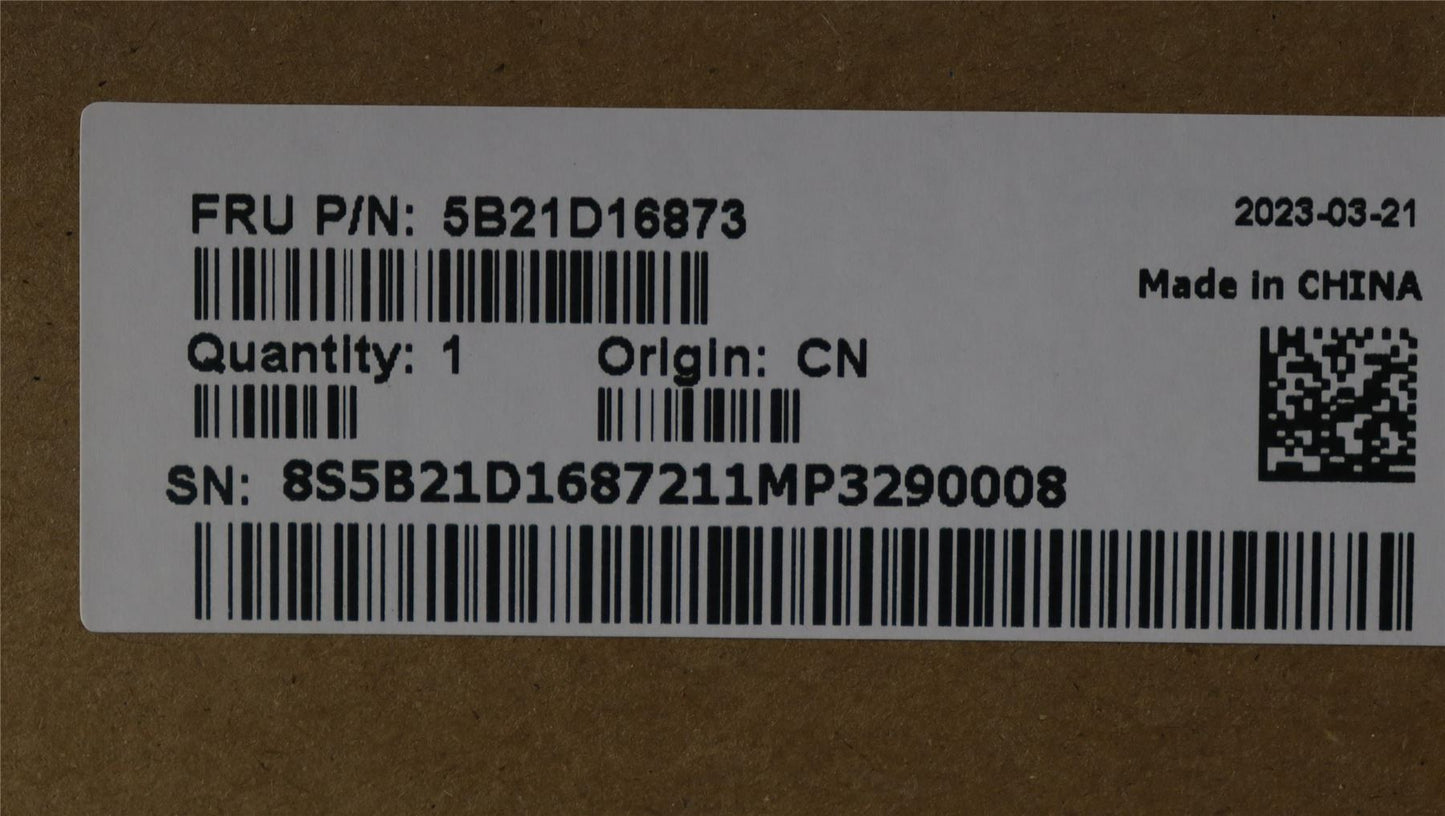 FRU P/N: 5B21D16873
2023-03-21
Made in CHINA
Quantity: 1
Origin: CN
SN: 8S5B21D1687211MP3290008